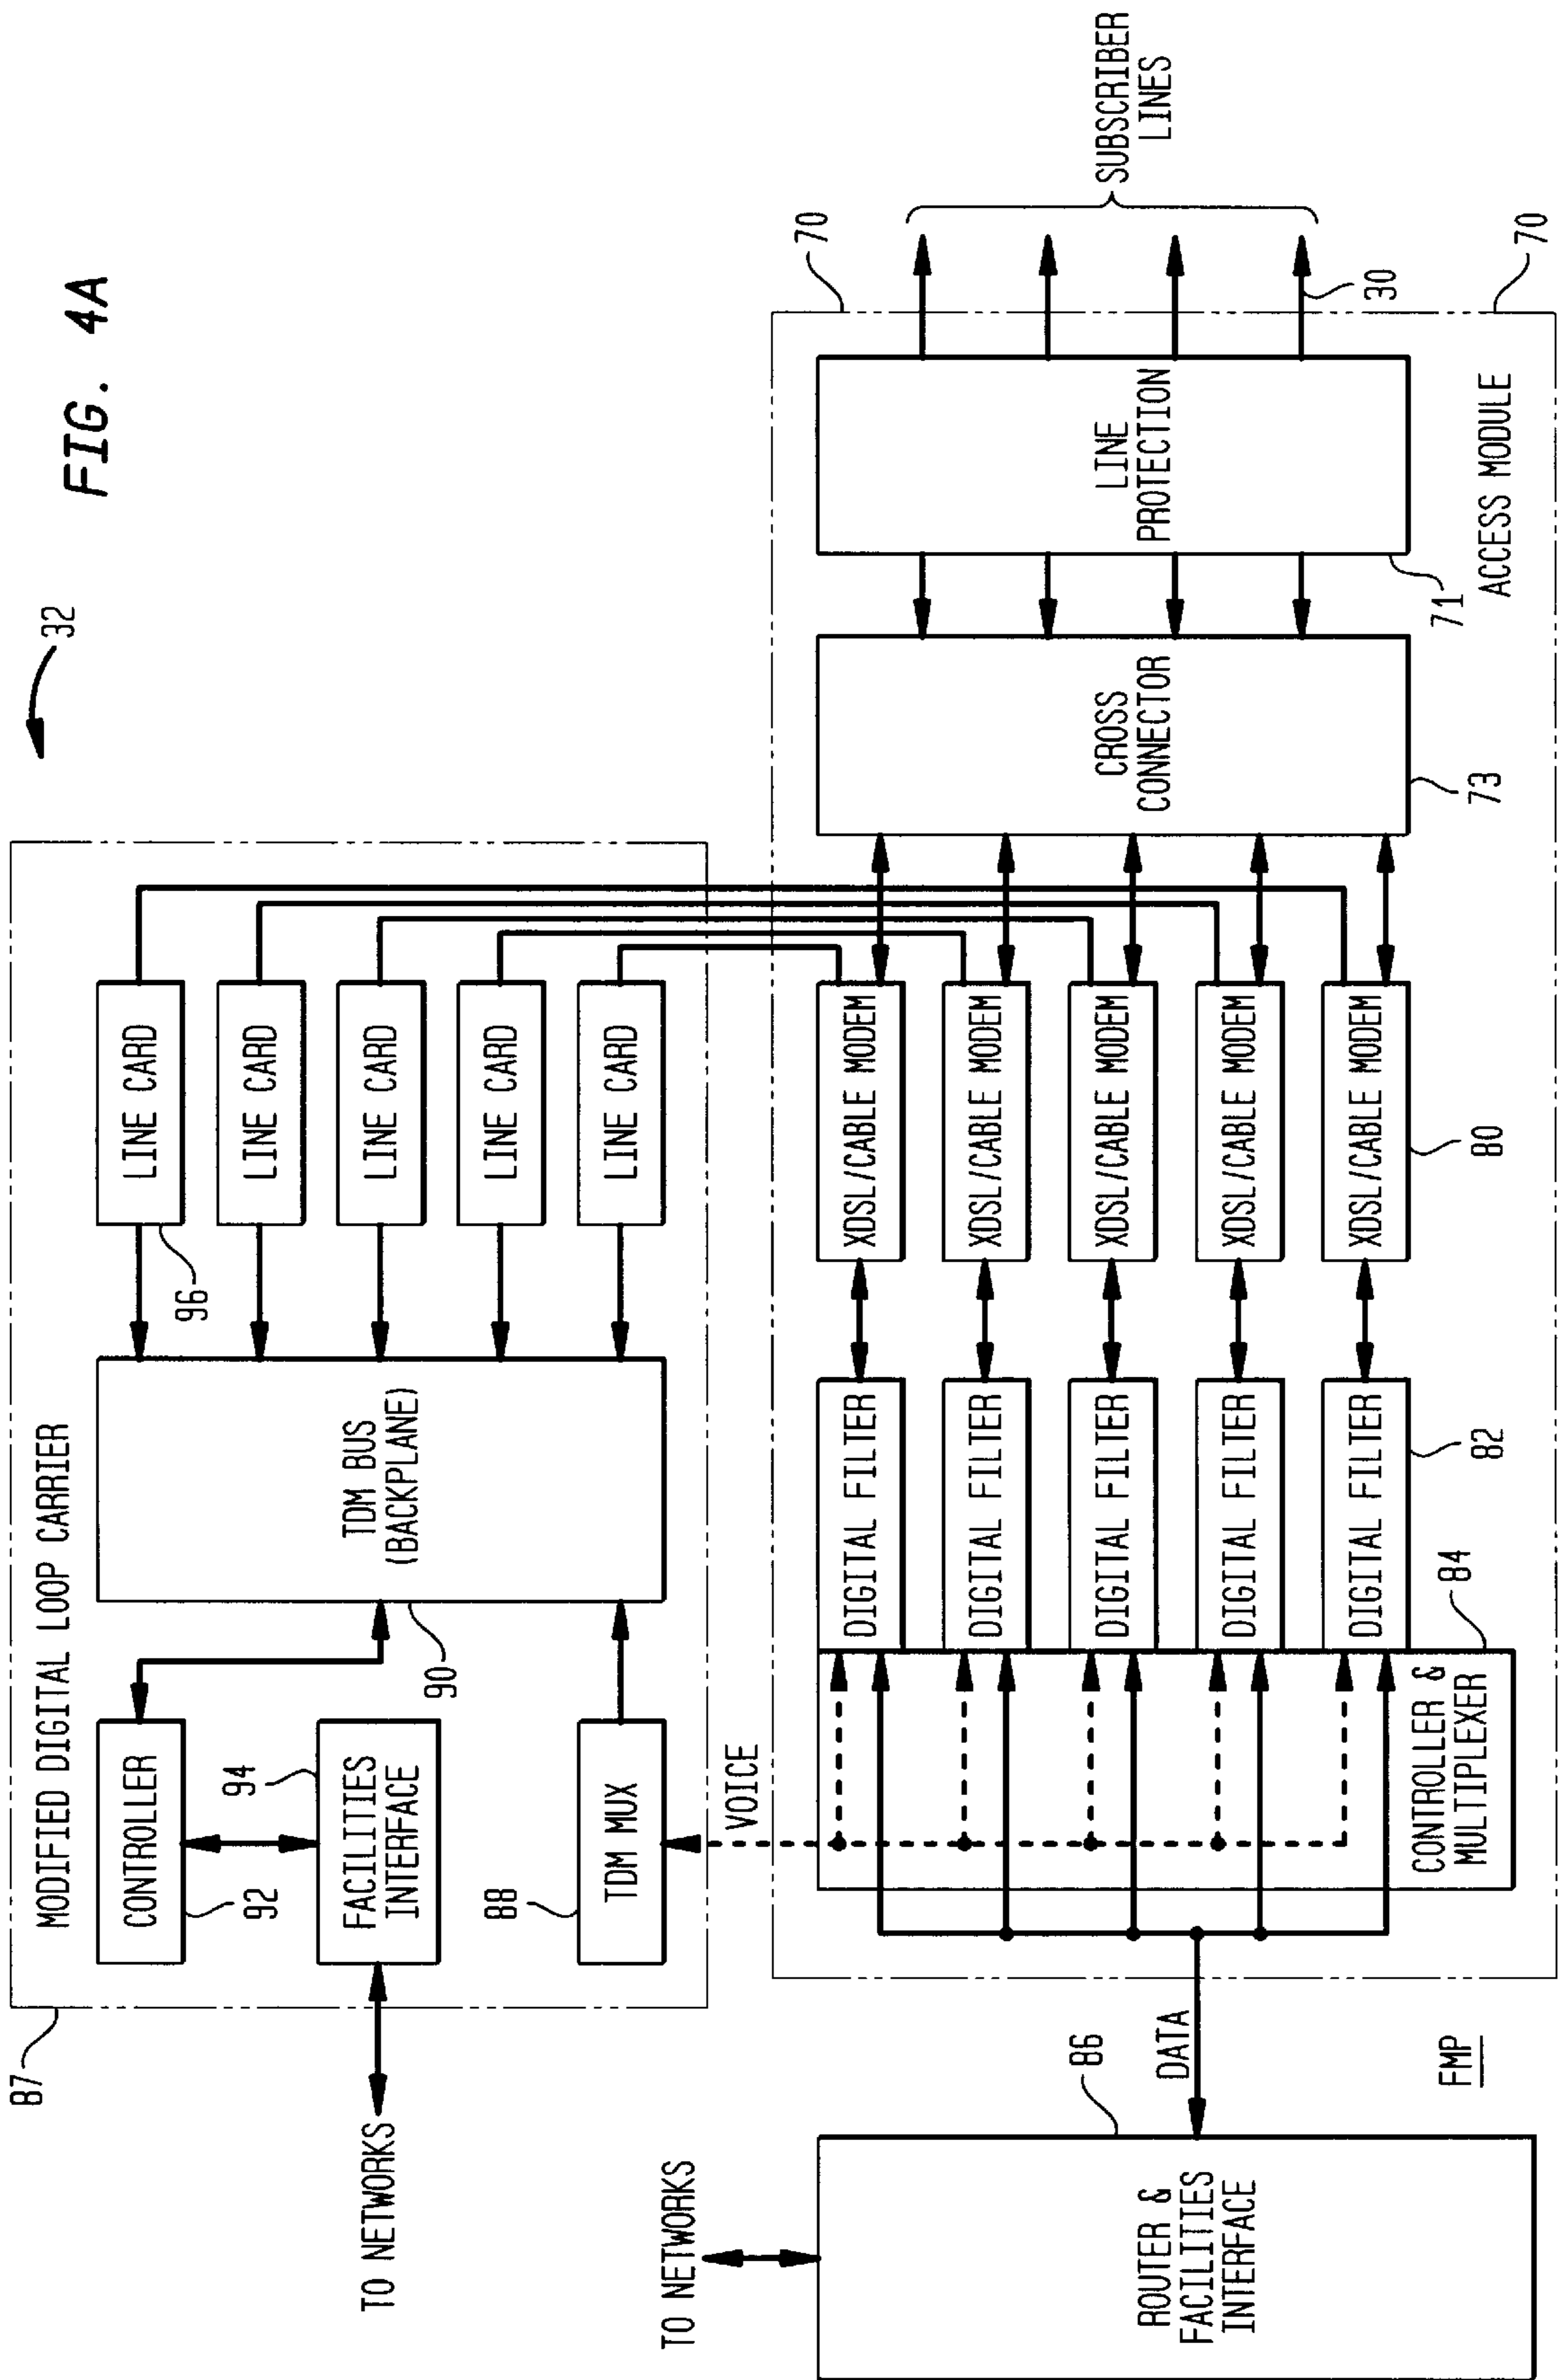 FIG. 4A
32
87
MODIFIED DIGITAL LOOP CARRIER
CONTROLLER
92
94
FACILITIES
INTERFACE
TO NETWORKS
88
TDM MUX
TDM BUS
(BACKPLANE)
90
LINE CARD
96
LINE CARD
LINE CARD
LINE CARD
LINE CARD
VOICE
TO NETWORKS
ROUTER &
FACILITIES
INTERFACE
86
DATA
FMP
CONTROLLER &
MULTIPLEXER
84
DIGITAL FILTER
DIGITAL FILTER
DIGITAL FILTER
DIGITAL FILTER
DIGITAL FILTER
82
XDSL/CABLE MODEM
XDSL/CABLE MODEM
XDSL/CABLE MODEM
XDSL/CABLE MODEM
XDSL/CABLE MODEM
80
CROSS
CONNECTOR
73
LINE
PROTECTION
71
ACCESS MODULE
70
70
30
SUBSCRIBER
LINES